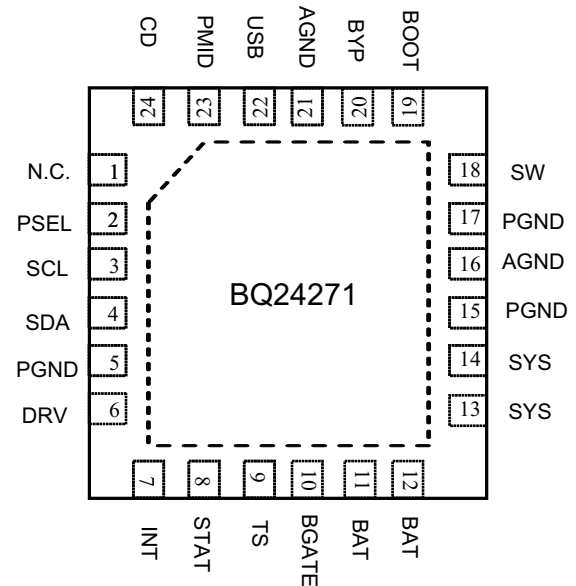 CD PMID USB AGND BYP BOOT
24 23 22 21 20 19
N.C. 1 18 SW
PSEL 2 17 PGND
SCL 3 16 AGND
SDA 4 15 PGND
PGND 5 14 SYS
DRV 6 13 SYS
BQ24271
7 8 9 10 11 12
INT STAT TS BGATE BAT BAT